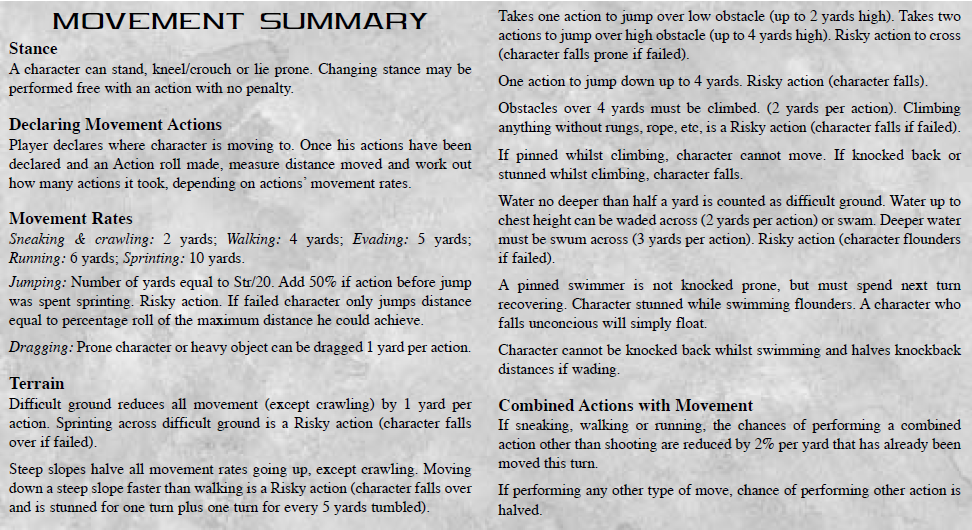 MOVEMENT SUMMARY
Stance
A character can stand, kneel/crouch or lie prone. Changing stance may be
performed free with an action with no penalty.
Declaring Movement Actions
Player declares where character is moving to. Once his actions have been
declared and an Action roll made, measure distance moved and work out
how many actions it took, depending on actions’ movement rates.
Movement Rates
Sneaking & crawling: 2 yards; Walking: 4 yards; Evading: 5 yards;
Running: 6 yards; Sprinting: 10 yards.
Jumping: Number of yards equal to Str/20. Add 50% if action before jump
was spent sprinting. Risky action. If failed character only jumps distance
equal to percentage roll of the maximum distance he could achieve.
Dragging: Prone character or heavy object can be dragged 1 yard per action.
Terrain
Difficult ground reduces all movement (except crawling) by 1 yard per
action. Sprinting across difficult ground is a Risky action (character falls
over if failed).
Steep slopes halve all movement rates going up, except crawling. Moving
down a steep slope faster than walking is a Risky action (character falls over
and is stunned for one turn plus one turn for every 5 yards tumbled).
Takes one action to jump over low obstacle (up to 2 yards high). Takes two
actions to jump over high obstacle (up to 4 yards high). Risky action to cross
(character falls prone if failed).
One action to jump down up to 4 yards. Risky action (character falls).
Obstacles over 4 yards must be climbed. (2 yards per action). Climbing
anything without rungs, rope, etc, is a Risky action (character falls if failed).
If pinned whilst climbing, character cannot move. If knocked back or
stunned whilst climbing, character falls.
Water no deeper than half a yard is counted as difficult ground. Water up to
chest height can be waded across (2 yards per action) or swam. Deeper water
must be swum across (3 yards per action). Risky action (character flounders
if failed).
A pinned swimmer is not knocked prone, but must spend next turn
recovering. Character stunned while swimming flounders. A character who
falls unconcious will simply float.
Character cannot be knocked back whilst swimming and halves knockback
distances if wading.
Combined Actions with Movement
If sneaking, walking or running, the chances of performing a combined
action other than shooting are reduced by 2% per yard that has already been
moved this turn.
If performing any other type of move, chance of performing other action is
halved.